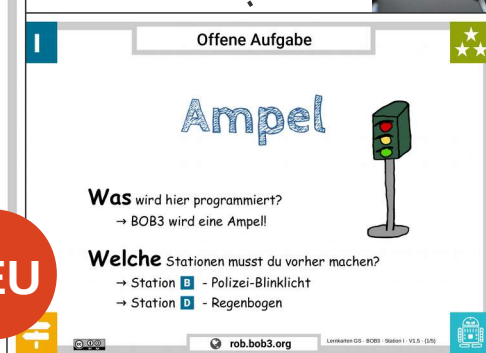 I
Offene Aufgabe
Ampel
Was wird hier programmiert?
→ BOB3 wird eine Ampel!
Welche Stationen musst du vorher machen?
→ Station B - Polizei-Blinklicht
→ Station D - Regenbogen
EU
rob.bob3.org
Lernkarten GS - BOB3 - Station I - V1.5 - (1/5)